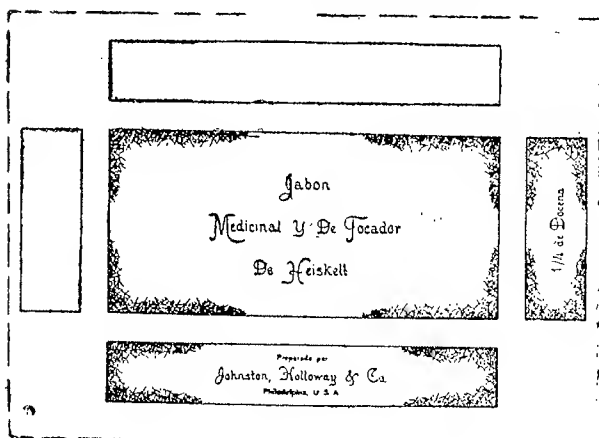 Jabon
Medicinal Y De Tocador
De Heiskell
1/4 de Docena
Preparado por
Johnston, Holloway & Co.
Philadelphia, U S A